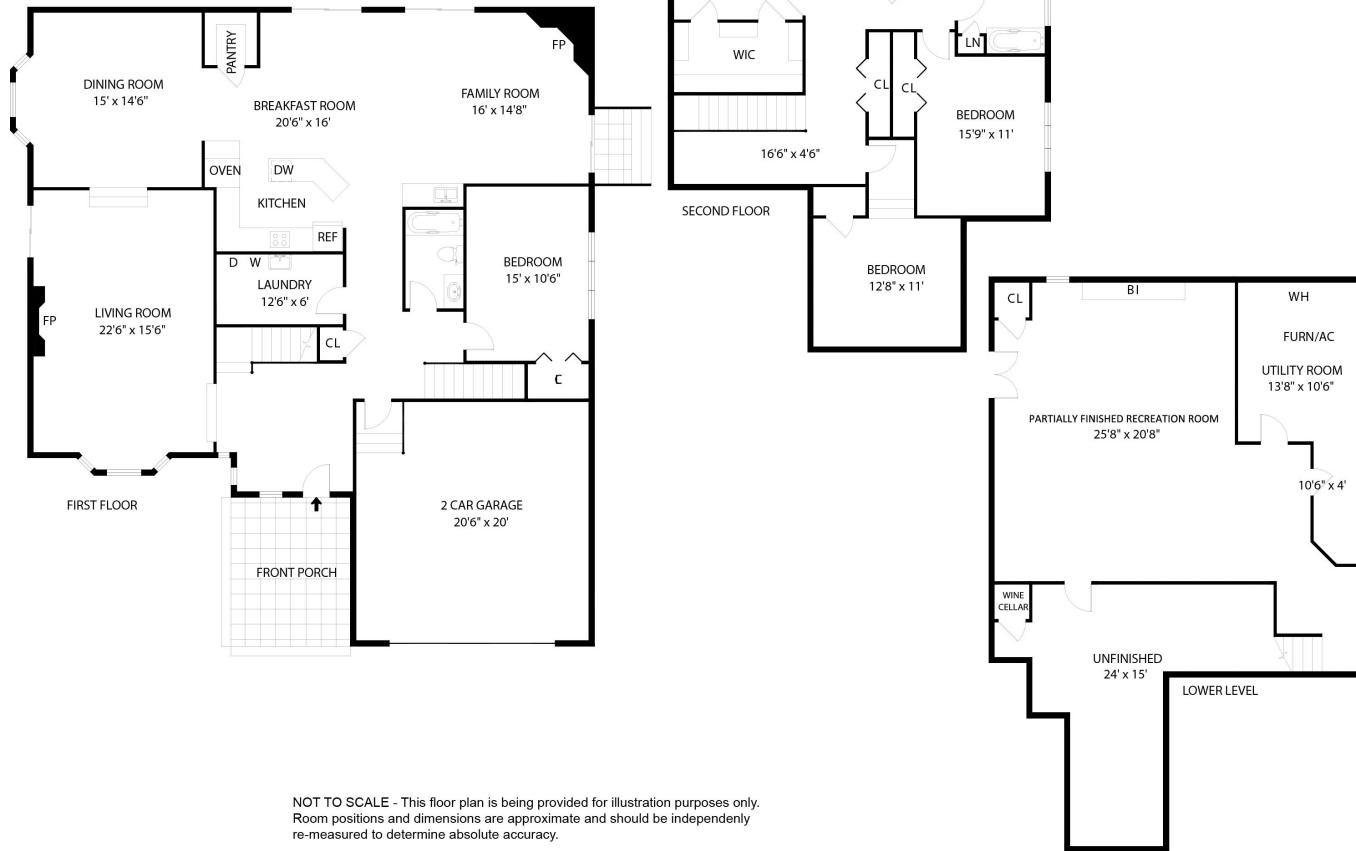 PANTRY
FP
DINING ROOM
15' x 14'6"
BREAKFAST ROOM
20'6" x 16'
FAMILY ROOM
16' x 14'8"
OVEN
DW
KITCHEN
REF
D W
LAUNDRY
12'6" x 6'
BEDROOM
15' x 10'6"
FP
LIVING ROOM
22'6" x 15'6"
CL
FIRST FLOOR
2 CAR GARAGE
20'6" x 20'
FRONT PORCH
WIC
CL
CL
LN
BEDROOM
15'9" x 11'
16'6" x 4'6"
SECOND FLOOR
BEDROOM
12'8" x 11'
CL
BI
WH
FURN/AC
UTILITY ROOM
13'8" x 10'6"
PARTIALLY FINISHED RECREATION ROOM
25'8" x 20'8"
10'6" x 4'
WINE
CELLAR
UNFINISHED
24' x 15'
LOWER LEVEL
NOT TO SCALE - This floor plan is being provided for illustration purposes only.
Room positions and dimensions are approximate and should be independenly
re-measured to determine absolute accuracy.